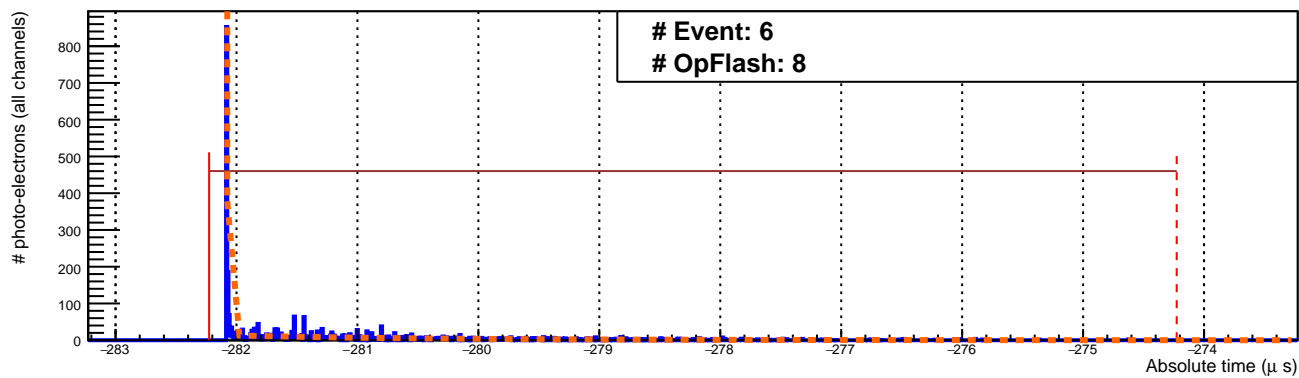 # Event: 6
# OpFlash: 8
# photo-electrons (all channels)
800
700
600
500
400
300
200
100
0
−283 −282 −281 −280 −279 −278 −277 −276 −275 −274
Absolute time (μ s)